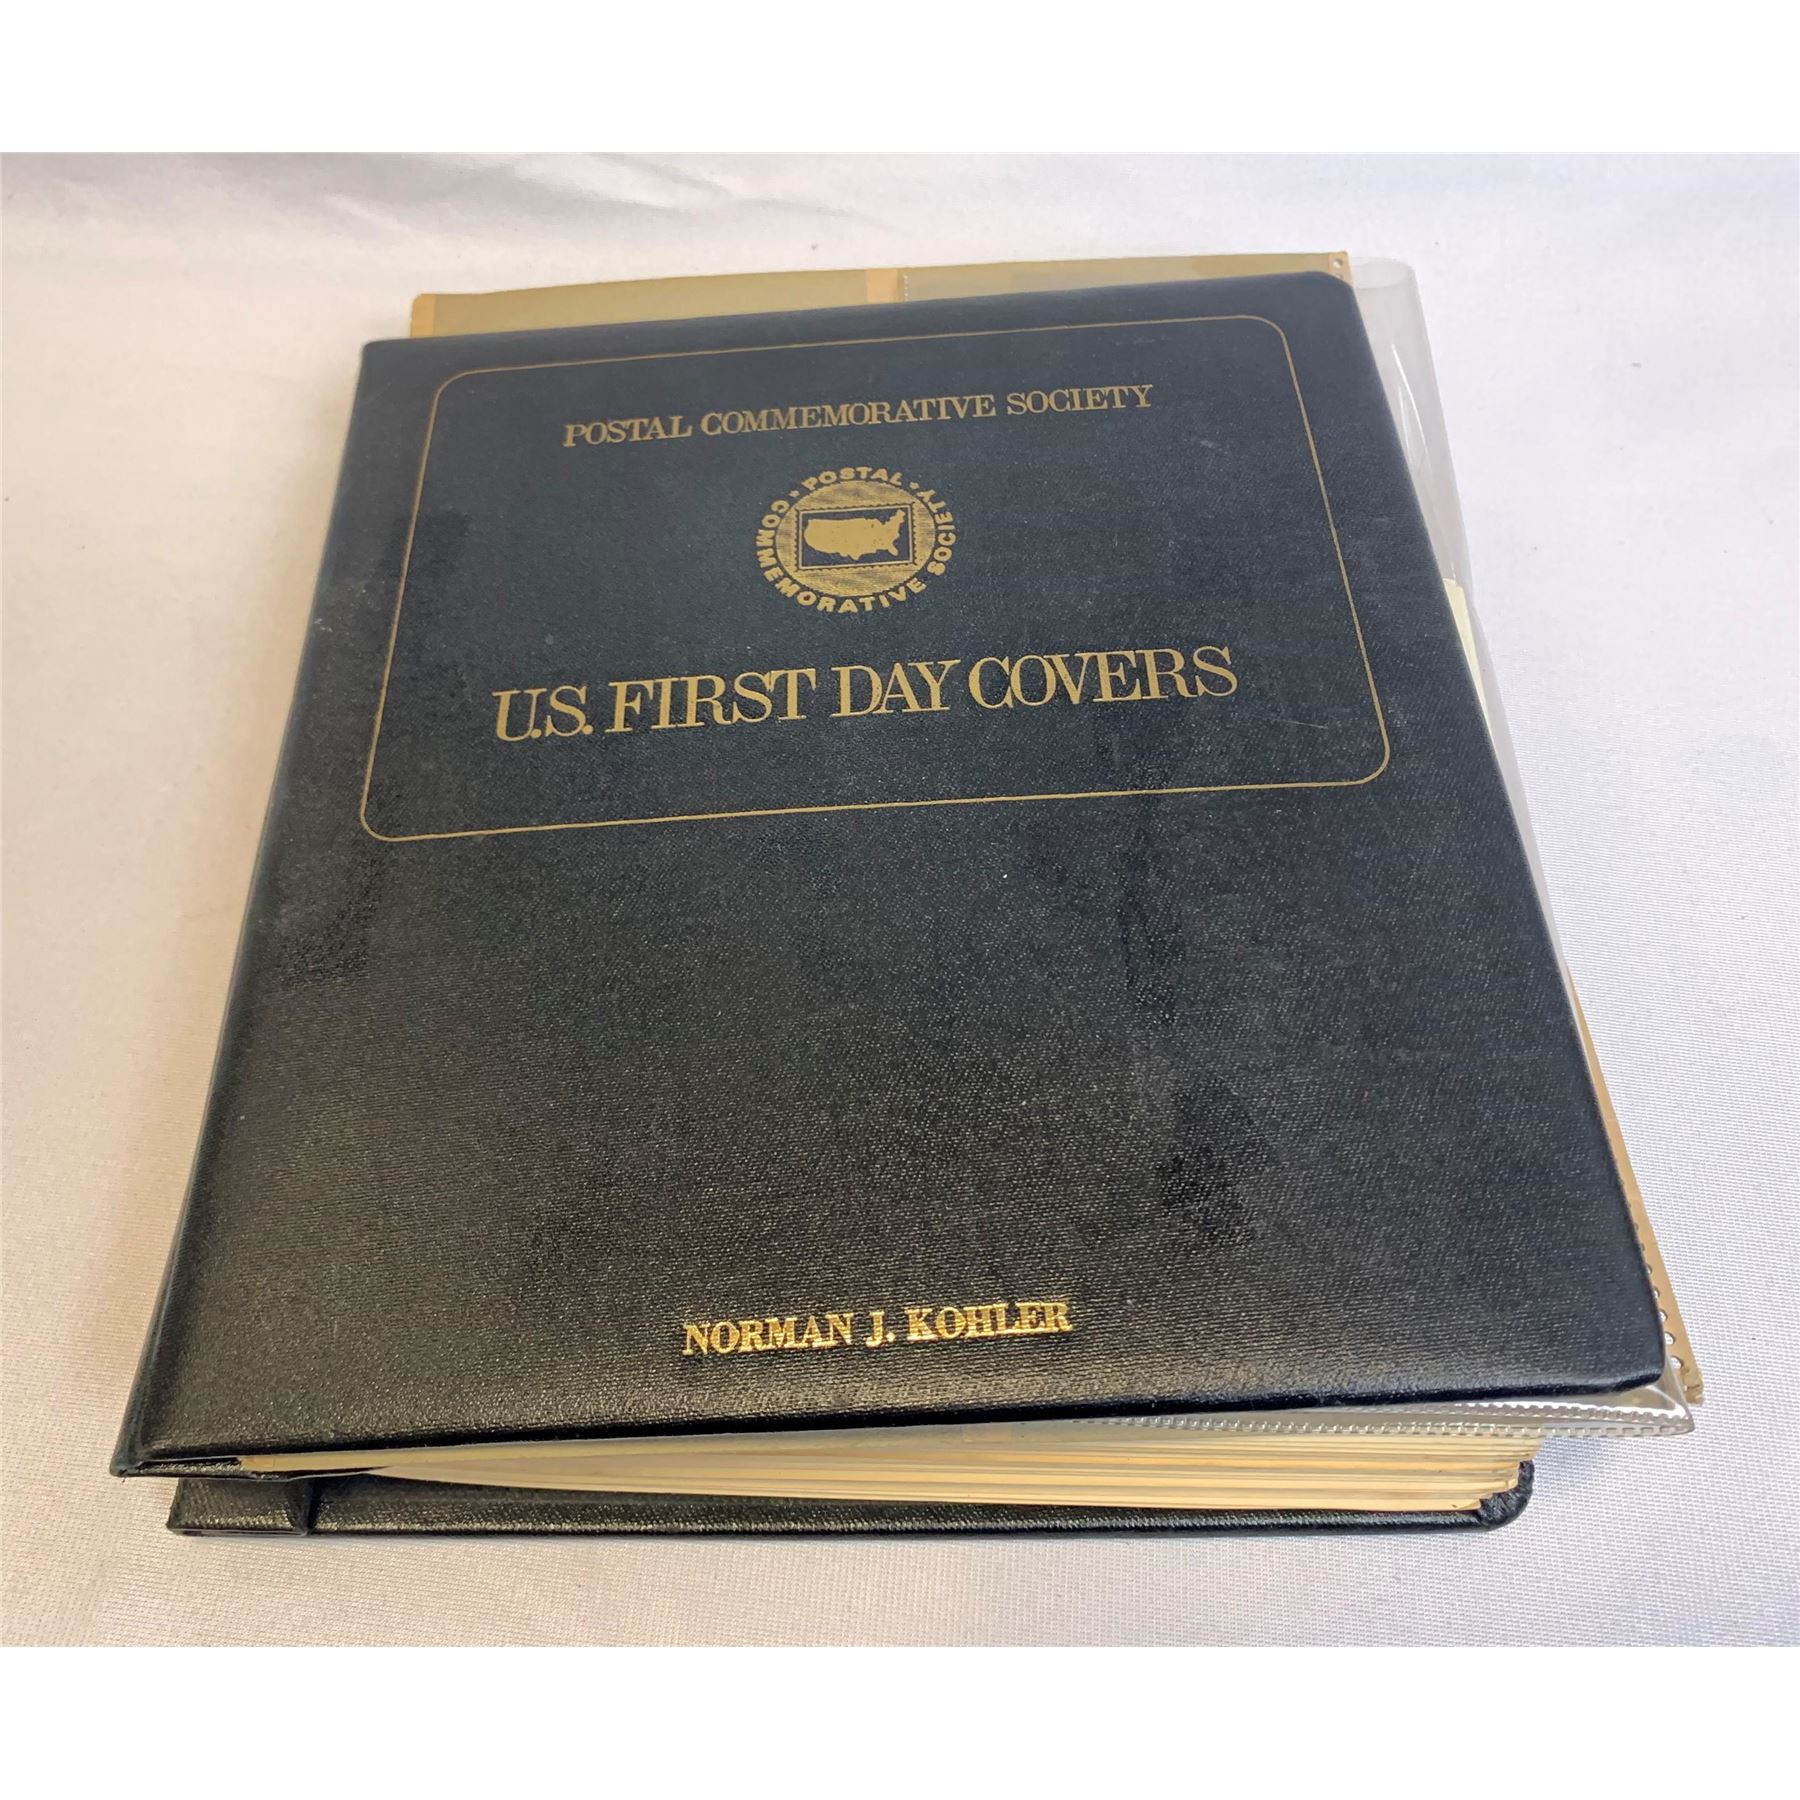 POSTAL COMMEMORATIVE SOCIETY
• POSTAL • COMMEMORATIVE SOCIETY
U.S. FIRST DAY COVERS
NORMAN J. KOHLER